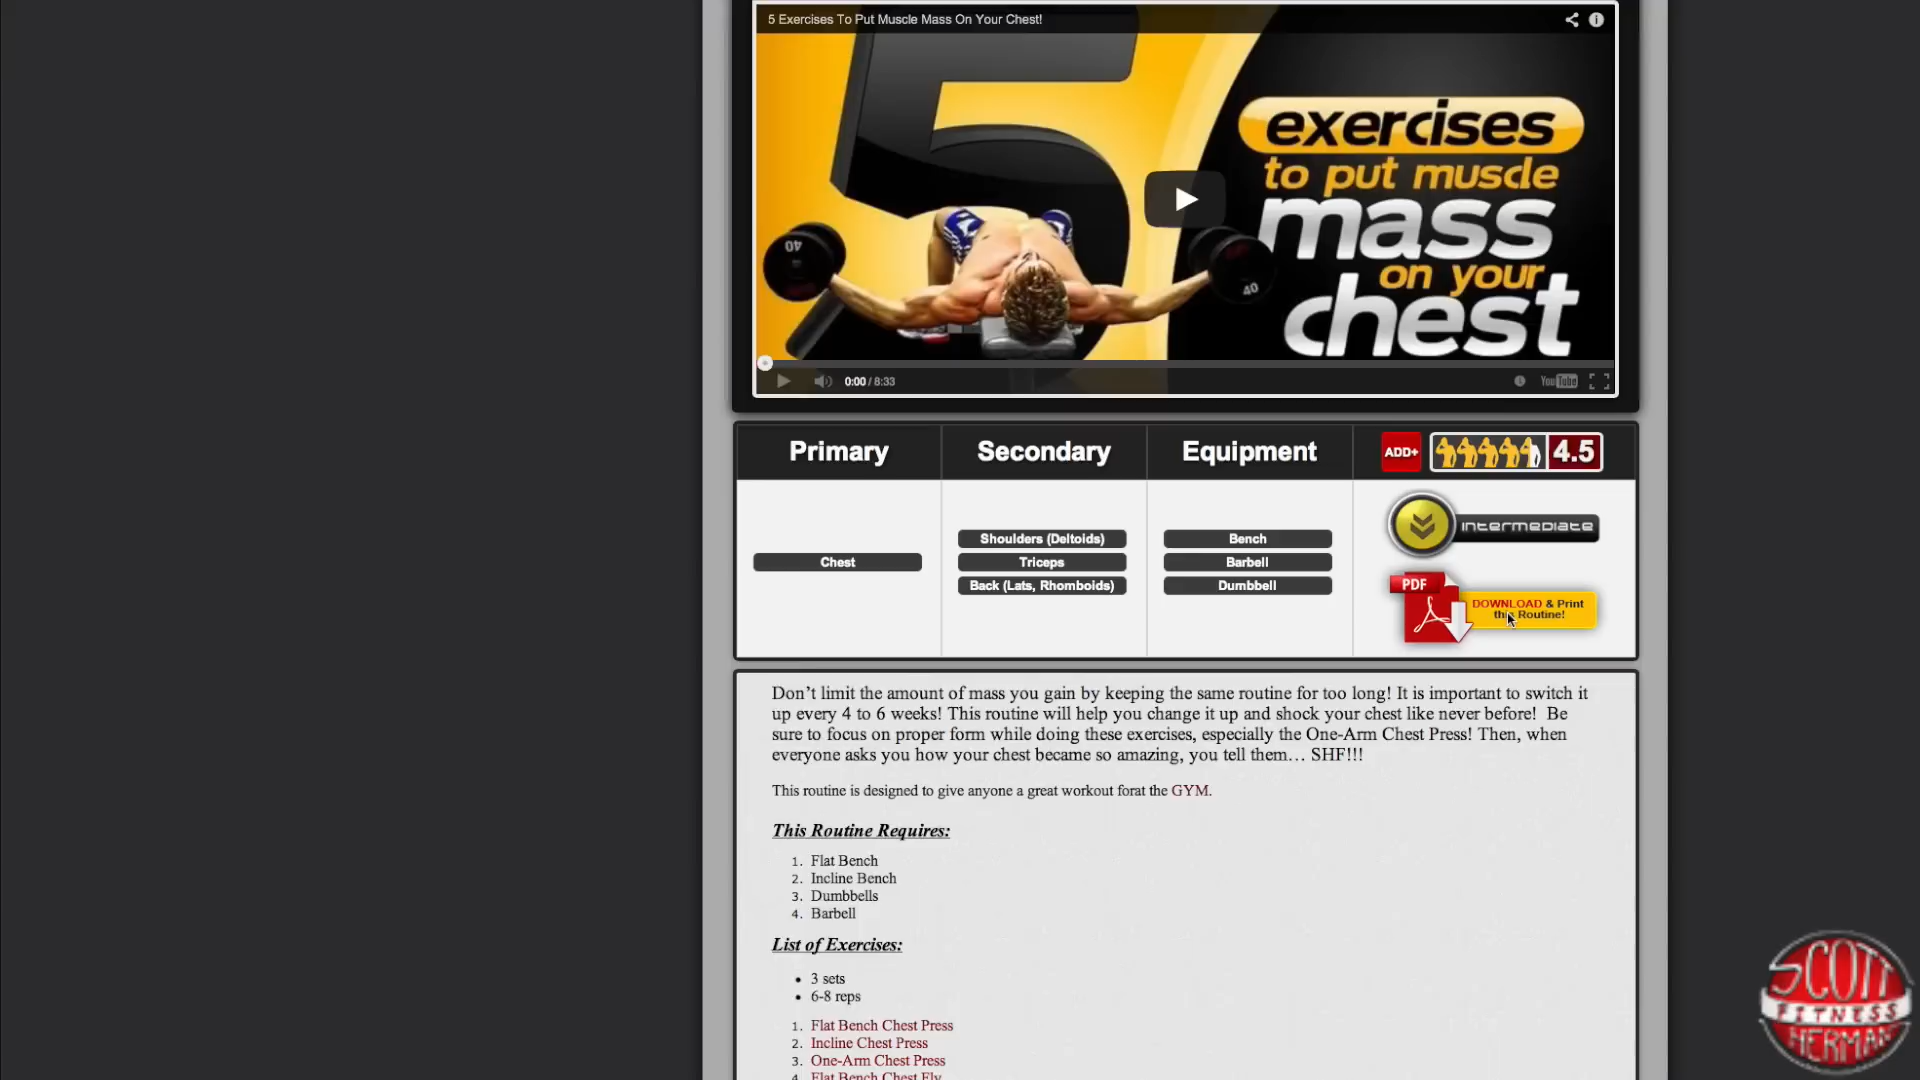 5 Exercises To Put Muscle Mass On Your Chest!
5
exercises
to put muscle
mass
on your
chest
40
40
0:00 / 8:33
YouTube
Primary
Secondary
Equipment
ADD+
4.5
Chest
Shoulders (Deltoids)
Triceps
Back (Lats, Rhomboids)
Bench
Barbell
Dumbbell
intermediate
PDF
DOWNLOAD & Print
this Routine!
Don’t limit the amount of mass you gain by keeping the same routine for too long! It is important to switch it
up every 4 to 6 weeks! This routine will help you change it up and shock your chest like never before!  Be
sure to focus on proper form while doing these exercises, especially the One-Arm Chest Press! Then, when
everyone asks you how your chest became so amazing, you tell them… SHF!!!
This routine is designed to give anyone a great workout forat the GYM.
This Routine Requires:
1. Flat Bench
2. Incline Bench
3. Dumbbells
4. Barbell
List of Exercises:
• 3 sets
• 6-8 reps
1. Flat Bench Chest Press
2. Incline Chest Press
3. One-Arm Chest Press
4. Flat Bench Chest Fly
SCOTT
FITNESS
HERMAN